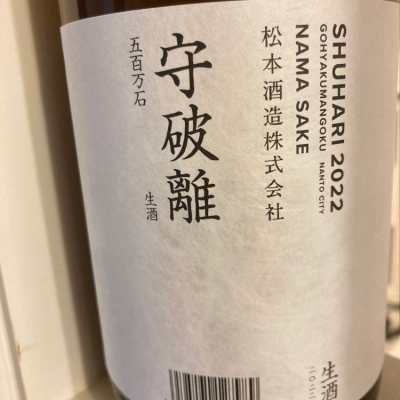 SHUHARI 2022
GOHYAKUMANGOKU NANTO CITY
NAMA SAKE
松本酒造株式会社
守破離
五百万石
生酒
生酒